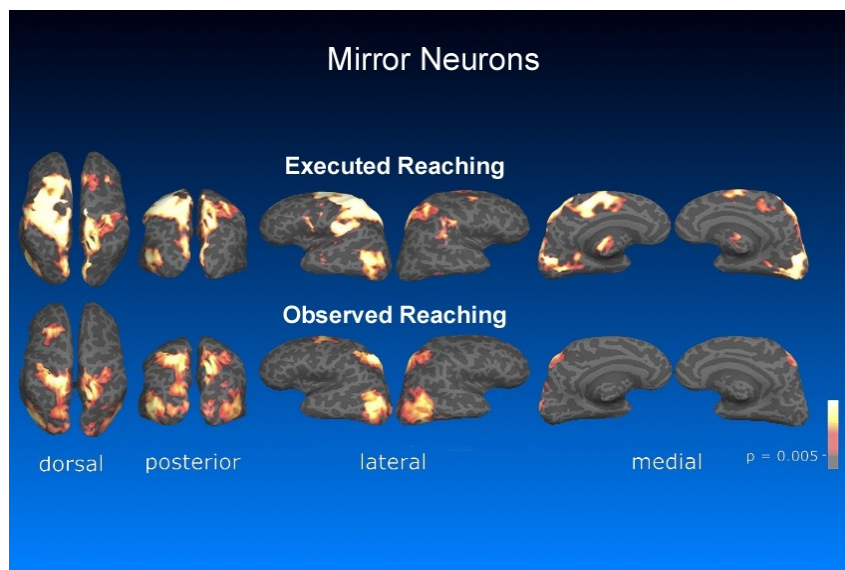 Mirror Neurons
Executed Reaching
Observed Reaching
dorsal posterior lateral medial p = 0.005